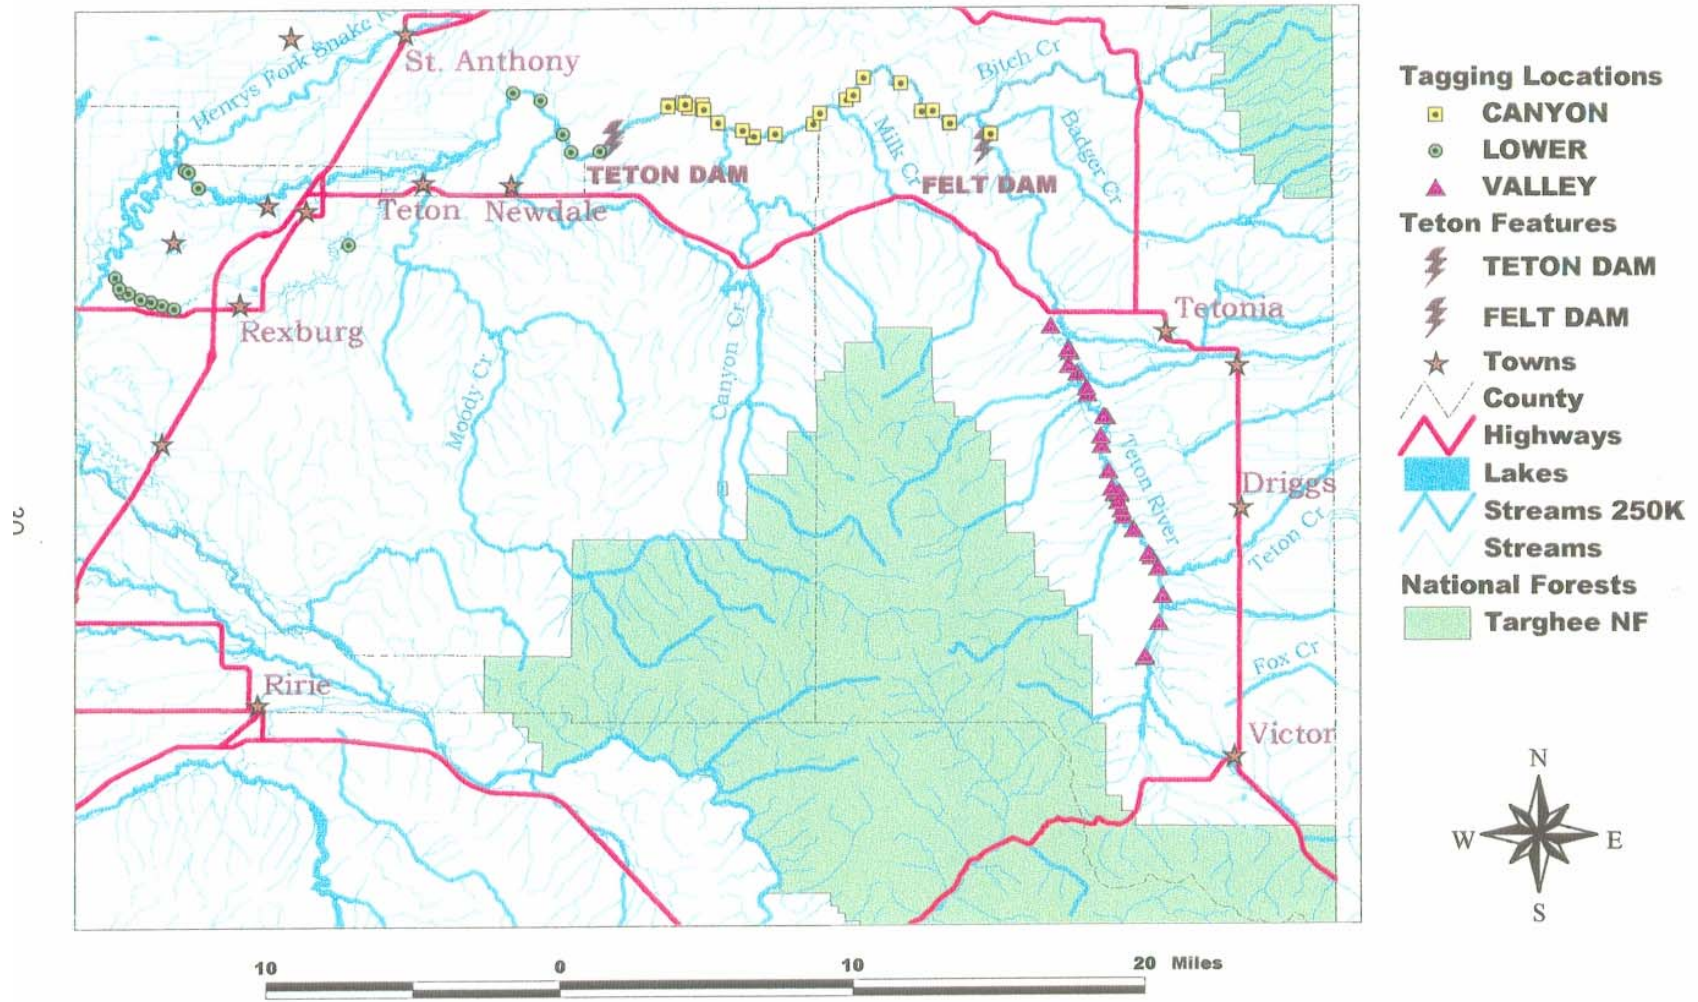 Henrys Fork Snake
St. Anthony
Bitch Cr
Badger Cr
Milk Cr
TETON DAM
FELT DAM
Teton
Newdale
Rexburg
Tetonia
Moody Cr
Canyon Cr
Teton River
Driggs
Teton Cr
Fox Cr
Ririe
Victor
Tagging Locations
CANYON
LOWER
VALLEY
Teton Features
TETON DAM
FELT DAM
Towns
County
Highways
Lakes
Streams 250K
Streams
National Forests
Targhee NF
N
W E
S
10 0 10 20 Miles